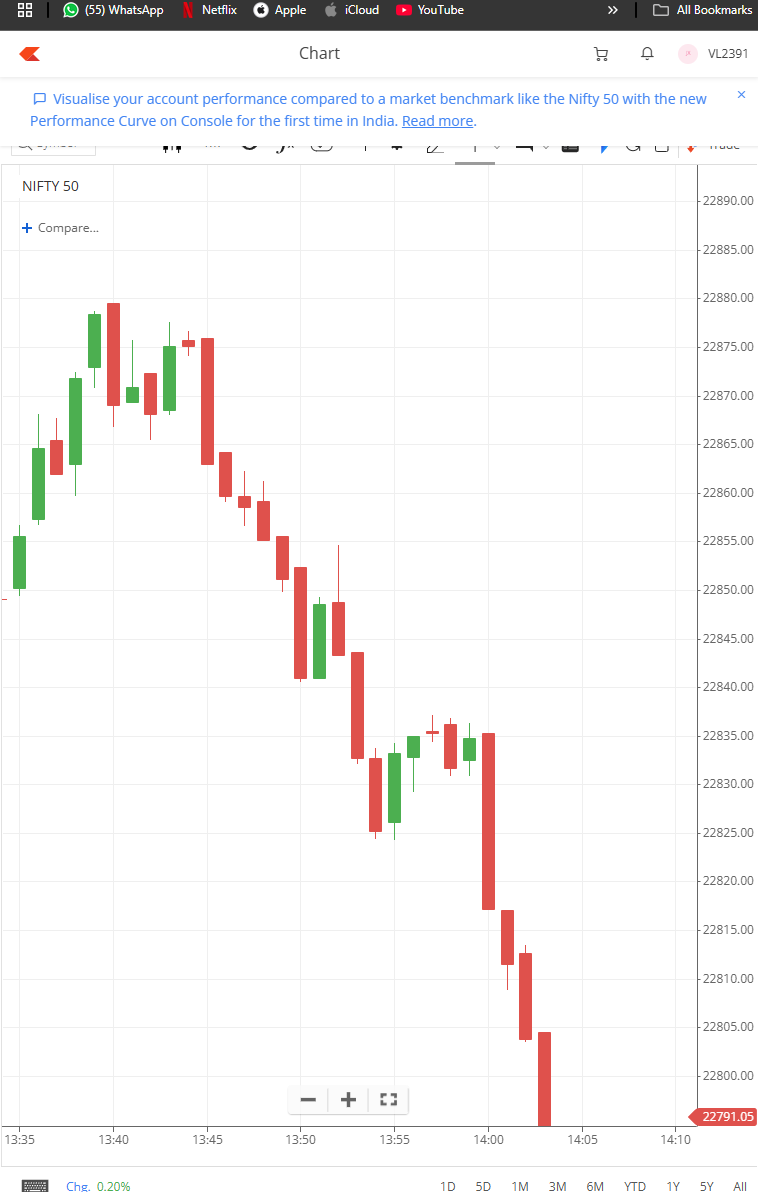 (55) WhatsApp Netflix Apple iCloud YouTube » All Bookmarks
Chart VL2391
Visualise your account performance compared to a market benchmark like the Nifty 50 with the new
Performance Curve on Console for the first time in India. Read more.
Trade
NIFTY 50
+ Compare...
22890.00
22885.00
22880.00
22875.00
22870.00
22865.00
22860.00
22855.00
22850.00
22845.00
22840.00
22835.00
22830.00
22825.00
22820.00
22815.00
22810.00
22805.00
22800.00
22791.05
13:35 13:40 13:45 13:50 13:55 14:00 14:05 14:10
Chg. 0.20% 1D 5D 1M 3M 6M YTD 1Y 5Y All